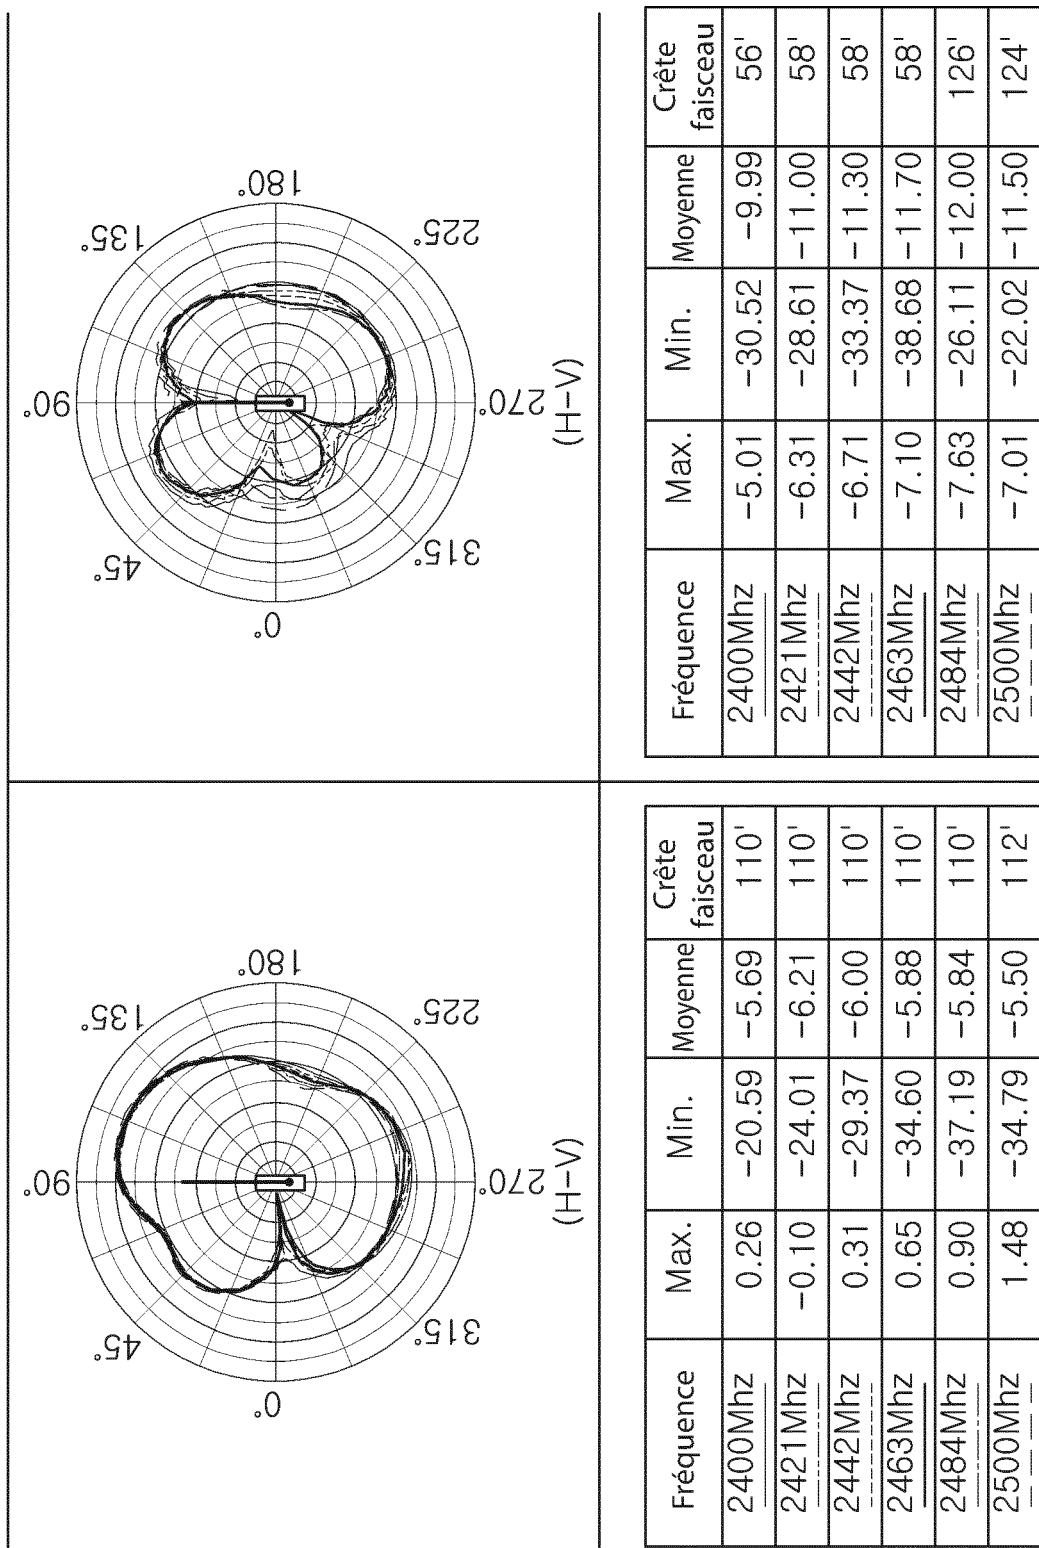 90°
45°
135°
0°
180°
315°
225°
270°
(H-V)
Fréquence Max. Min. Moyenne Crête faisceau
2400Mhz 0.26 -20.59 -5.69 110'
2421Mhz -0.10 -24.01 -6.21 110'
2442Mhz 0.31 -29.37 -6.00 110'
2463Mhz 0.65 -34.60 -5.88 110'
2484Mhz 0.90 -37.19 -5.84 110'
2500Mhz 1.48 -34.79 -5.50 112'
90°
45°
135°
0°
180°
315°
225°
270°
(H-V)
Fréquence Max. Min. Moyenne Crête faisceau
2400Mhz -5.01 -30.52 -9.99 56'
2421Mhz -6.31 -28.61 -11.00 58'
2442Mhz -6.71 -33.37 -11.30 58'
2463Mhz -7.10 -38.68 -11.70 58'
2484Mhz -7.63 -26.11 -12.00 126'
2500Mhz -7.01 -22.02 -11.50 124'